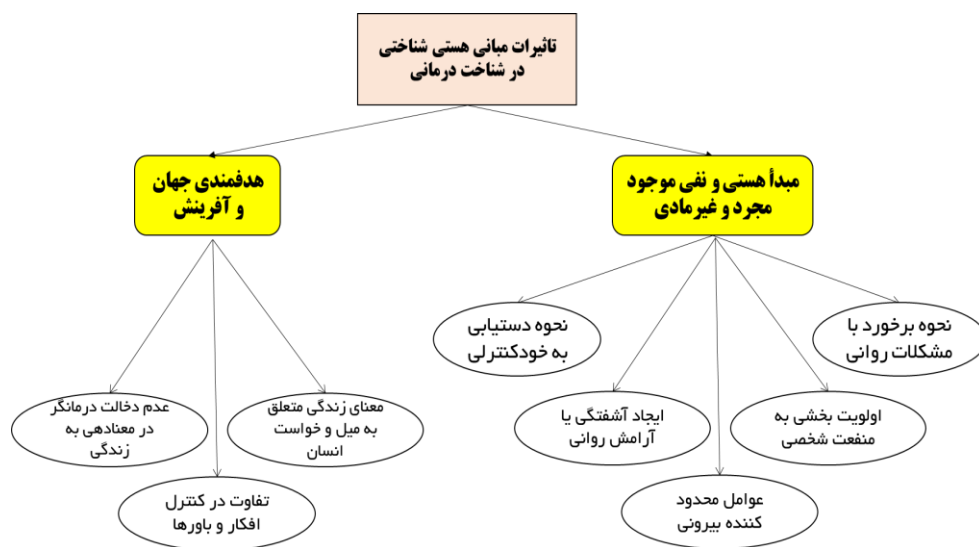 تاثیرات مبانی هستی شناختی
در شناخت درمانی
مبدأ هستی و نفی موجود
مجرد و غیرمادی
هدفمندی جهان
و آفرینش
نحوه برخورد با
مشکلات روانی
نحوه دستیابی
به خودکنترلی
اولویت بخشی به
منفعت شخصی
ایجاد آشفتگی یا
آرامش روانی
معنای زندگی متعلق
به میل و خواست
انسان
عدم دخالت درمانگر
در معنادهی به
زندگی
عوامل محدود
کننده بیرونی
تفاوت در کنترل
افکار و باورها